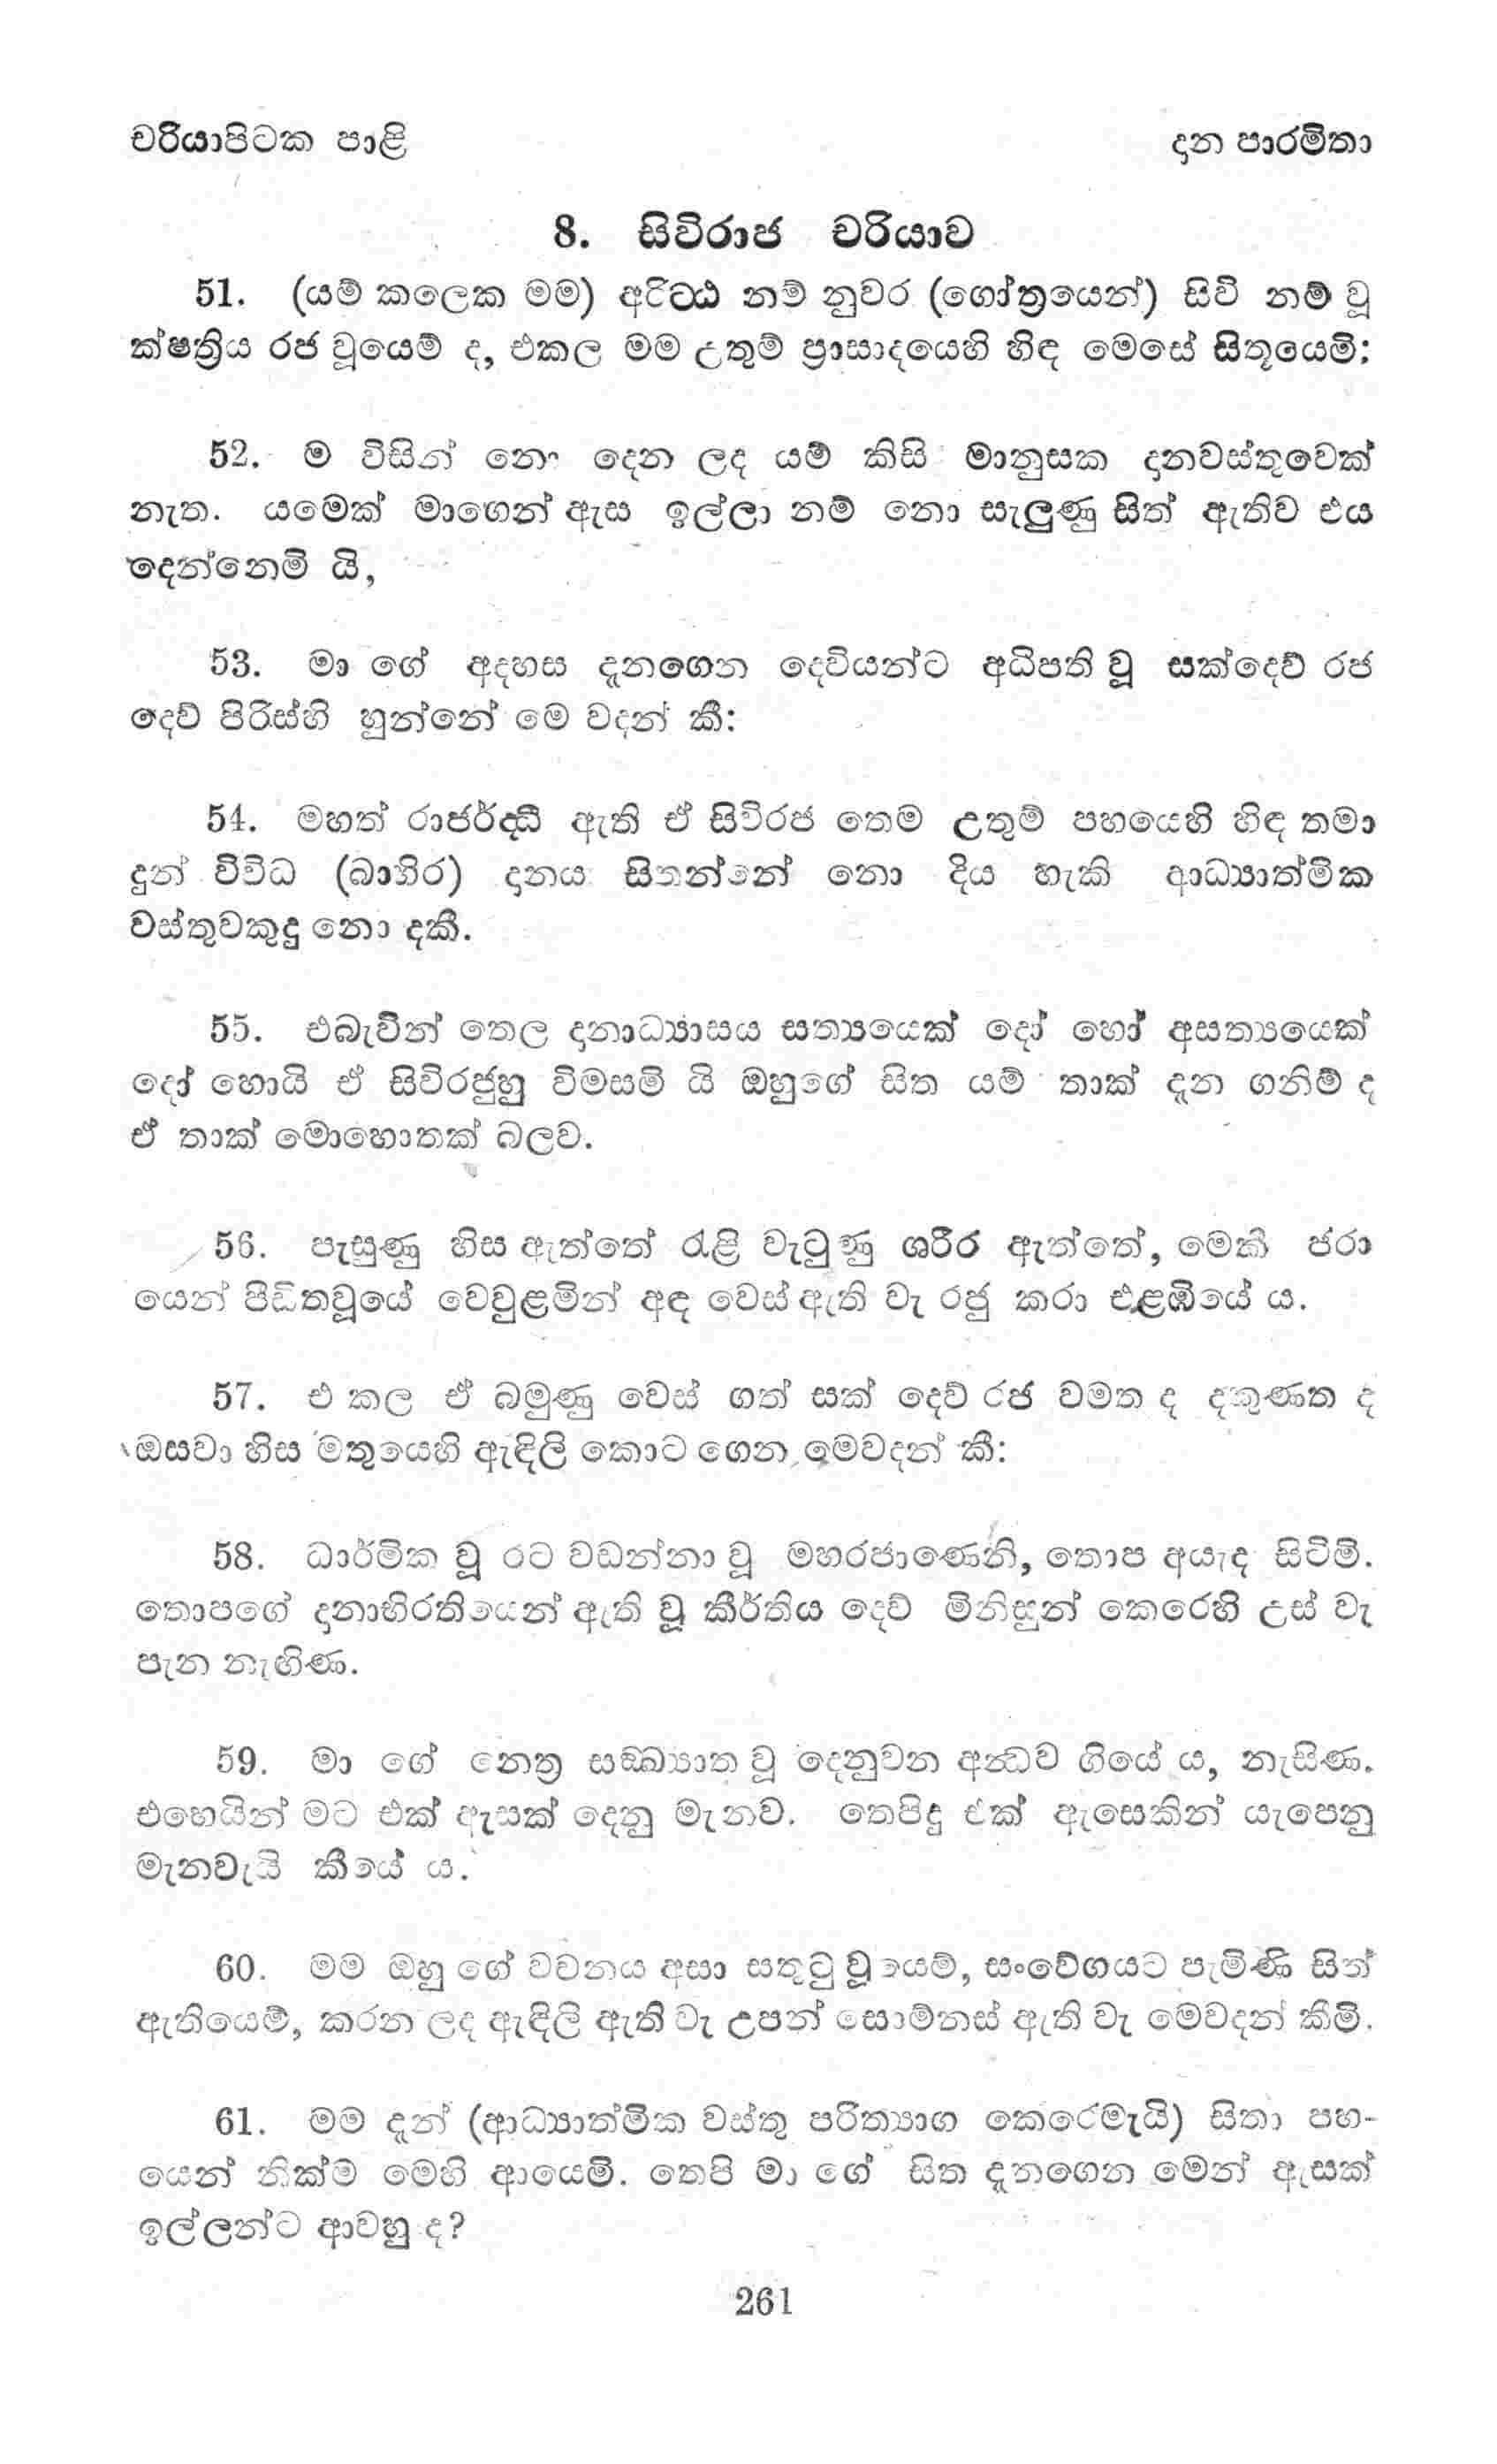 චරියාපිටක පාළි
දාන පාරමිතා
8. සිවිරාජ චරියාව
51. (යම් කලෙක මම) අරිට්ඨ නම් නුවර (ගෝත්‍රයෙන්) සිවි නම් වූ
ක්ෂත්‍රිය රජ වූයෙම් ද, එකල මම උතුම් ප්‍රාසාදයෙහි හිඳ මෙසේ සිතූයෙමි:
52. ම විසින් නො දෙන ලද යම් කිසි මානුසක දානවස්තුවෙක්
නැත. යමෙක් මාගෙන් ඇස ඉල්ලා නම් නො සැලුණු සිත් ඇතිව එය
දෙන්නෙමි යි,
53. මා ගේ අදහස දැනගෙන දෙවියන්ට අධිපති වූ සක්දෙව් රජ
දෙව් පිරිස්හි හුන්නේ මෙ වදන් කී:
54. මහත් රාජර්ද්ධි ඇති ඒ සිවිරජ තෙම උතුම් පහයෙහි හිඳ තමා
දුන් විවිධ (බාහිර) දානය සිතන්නේ නො දිය හැකි ආධ්‍යාත්මික
වස්තුවකුදු නො දකී.
55. එබැවින් තෙල දානාධ්‍යාසය සත්‍යයෙක් දෝ හෝ අසත්‍යයෙක්
දෝ හොයි ඒ සිවිරජුහු විමසමි යි ඔහුගේ සිත යම් තාක් දැන ගනිම් ද
ඒ තාක් මොහොතක් බලව.
56. පැසුණු හිස ඇත්තේ රැළි වැටුණු ශරීර ඇත්තේ, මෙකී ජරා
යෙන් පීඩිතවූයේ වෙවුළමින් අඳ වෙස් ඇති වැ රජු කරා එළඹියේ ය.
57. එ කල ඒ බමුණු වෙස් ගත් සක් දෙව් රජ වමත ද දකුණත ද
ඔසවා හිස මතුයෙහි ඇඳිලි කොට ගෙන මෙවදන් කී:
58. ධාර්මික වූ රට වඩන්නා වූ මහරජාණෙනි, තොප අයැද සිටිමි.
තොපගේ දානාභිරතියෙන් ඇති වූ කීර්තිය දෙව් මිනිසුන් කෙරෙහි උස් වැ
පැන නැඟිණ.
59. මා ගේ නෙත්‍ර සඞ්ඛ්‍යාත වූ දෙනුවන අන්ධව ගියේ ය, නැසිණ.
එහෙයින් මට එක් ඇසක් දෙනු මැනව. තෙපිදු එක් ඇසෙකින් යැපෙනු
මැනවැයි කීයේ ය.
60. මම ඔහු ගේ වචනය අසා සතුටු වූයෙම්, සංවේගයට පැමිණි සිත්
ඇතියෙම්, කරන ලද ඇඳිලි ඇති වැ උපන් සොම්නස් ඇති වැ මෙවදන් කීමි.
61. මම දැන් (ආධ්‍යාත්මික වස්තු පරිත්‍යාග කෙරෙමැයි) සිතා පහ-
යෙන් නික්ම මෙහි ආයෙමි. තෙපි මා ගේ සිත දැනගෙන මෙන් ඇසක්
ඉල්ලන්ට ආවහු ද?
261